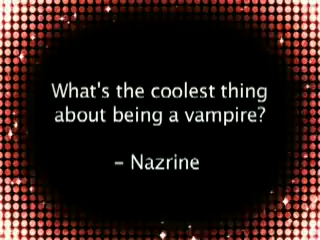 What's the coolest thing
about being a vampire?
– Nazrine